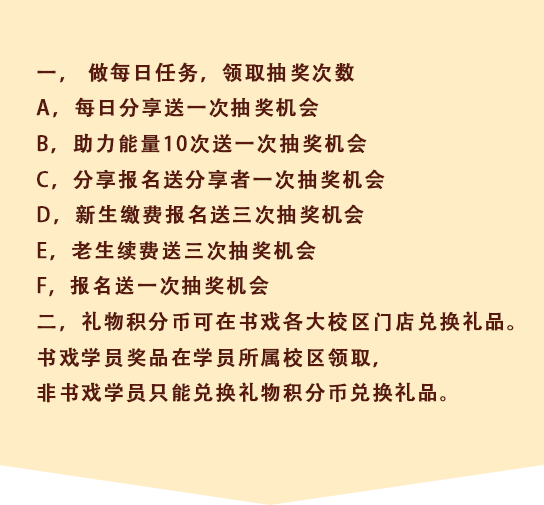 一， 做每日任务，领取抽奖次数
A，每日分享送一次抽奖机会
B，助力能量10次送一次抽奖机会
C，分享报名送分享者一次抽奖机会
D，新生缴费报名送三次抽奖机会
E，老生续费送三次抽奖机会
F，报名送一次抽奖机会
二，礼物积分币可在书戏各大校区门店兑换礼品。
书戏学员奖品在学员所属校区领取，
非书戏学员只能兑换礼物积分币兑换礼品。